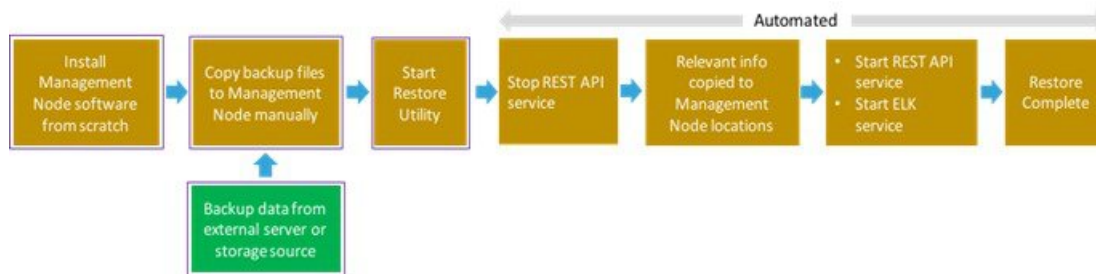 Automated
Install
Management
Node software
from scratch
Copy backup files
to Management
Node manually
Start
Restore
Utility
Stop REST API
service
Relevant info
copied to
Management
Node locations
• Start REST API
service
• Start ELK
service
Restore
Complete
Backup data from
external server or
storage source